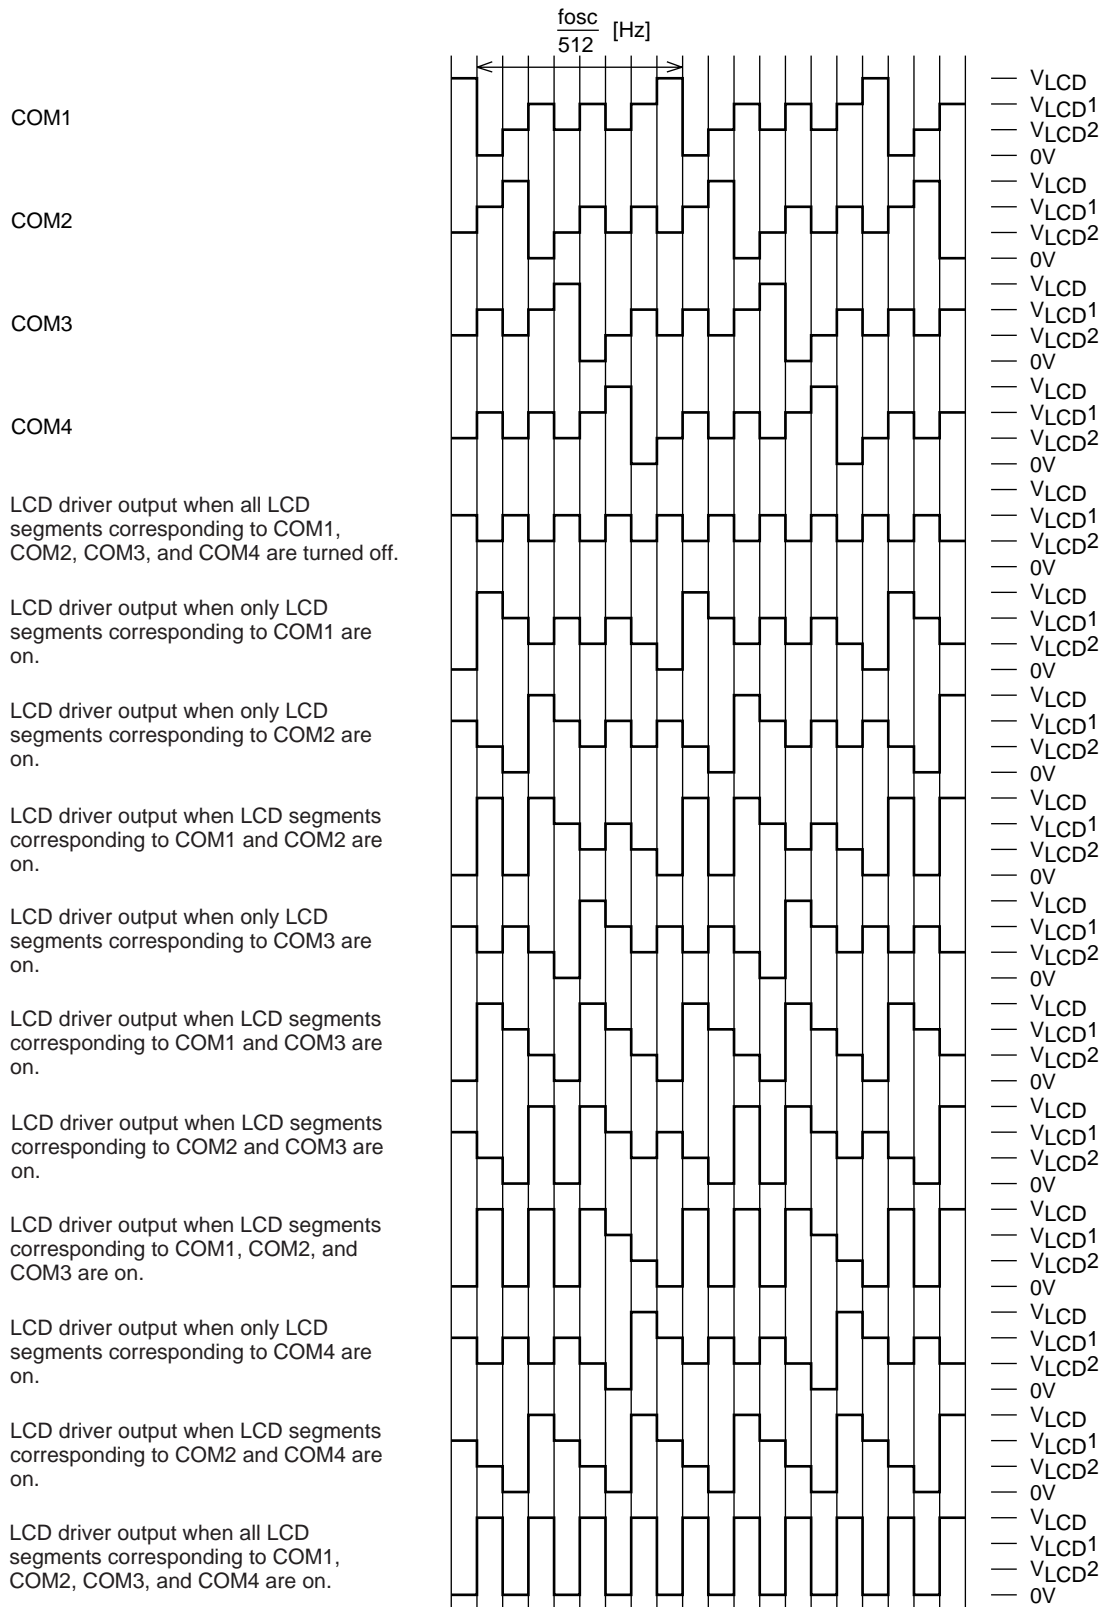 fosc
512
[Hz]
COM1
VLCD
VLCD1
VLCD2
0V
COM2
VLCD
VLCD1
VLCD2
0V
COM3
VLCD
VLCD1
VLCD2
0V
COM4
VLCD
VLCD1
VLCD2
0V
LCD driver output when all LCD
segments corresponding to COM1,
COM2, COM3, and COM4 are turned off.
VLCD
VLCD1
VLCD2
0V
LCD driver output when only LCD
segments corresponding to COM1 are
on.
VLCD
VLCD1
VLCD2
0V
LCD driver output when only LCD
segments corresponding to COM2 are
on.
VLCD
VLCD1
VLCD2
0V
LCD driver output when LCD segments
corresponding to COM1 and COM2 are
on.
VLCD
VLCD1
VLCD2
0V
LCD driver output when only LCD
segments corresponding to COM3 are
on.
VLCD
VLCD1
VLCD2
0V
LCD driver output when LCD segments
corresponding to COM1 and COM3 are
on.
VLCD
VLCD1
VLCD2
0V
LCD driver output when LCD segments
corresponding to COM2 and COM3 are
on.
VLCD
VLCD1
VLCD2
0V
LCD driver output when LCD segments
corresponding to COM1, COM2, and
COM3 are on.
VLCD
VLCD1
VLCD2
0V
LCD driver output when only LCD
segments corresponding to COM4 are
on.
VLCD
VLCD1
VLCD2
0V
LCD driver output when LCD segments
corresponding to COM2 and COM4 are
on.
VLCD
VLCD1
VLCD2
0V
LCD driver output when all LCD
segments corresponding to COM1,
COM2, COM3, and COM4 are on.
VLCD
VLCD1
VLCD2
0V